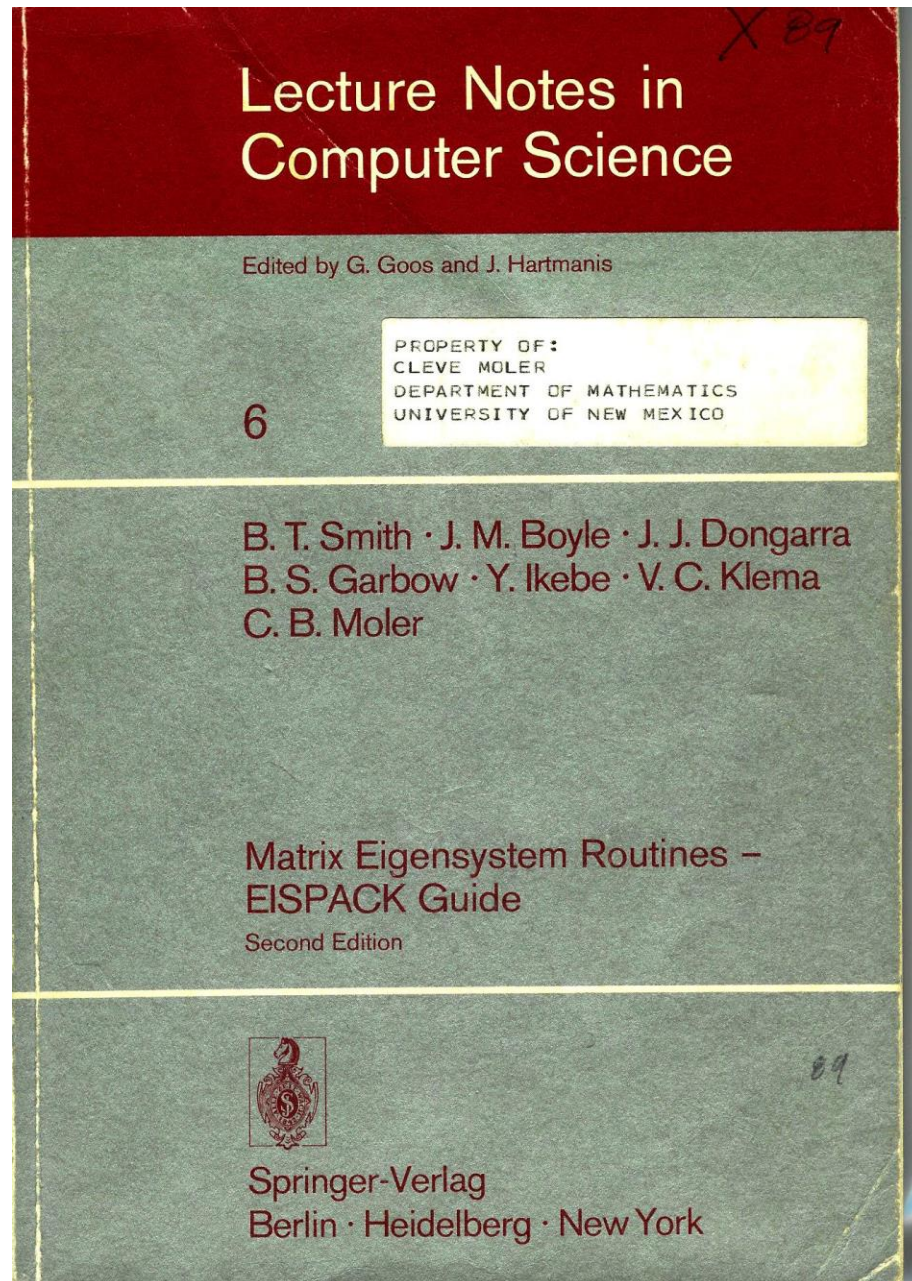 X 89
Lecture Notes in
Computer Science
Edited by G. Goos and J. Hartmanis
PROPERTY OF:
CLEVE MOLER
DEPARTMENT OF MATHEMATICS
UNIVERSITY OF NEW MEXICO
6
B. T. Smith · J. M. Boyle · J. J. Dongarra
B. S. Garbow · Y. Ikebe · V. C. Klema
C. B. Moler
Matrix Eigensystem Routines –
EISPACK Guide
Second Edition
89
Springer-Verlag
Berlin · Heidelberg · New York